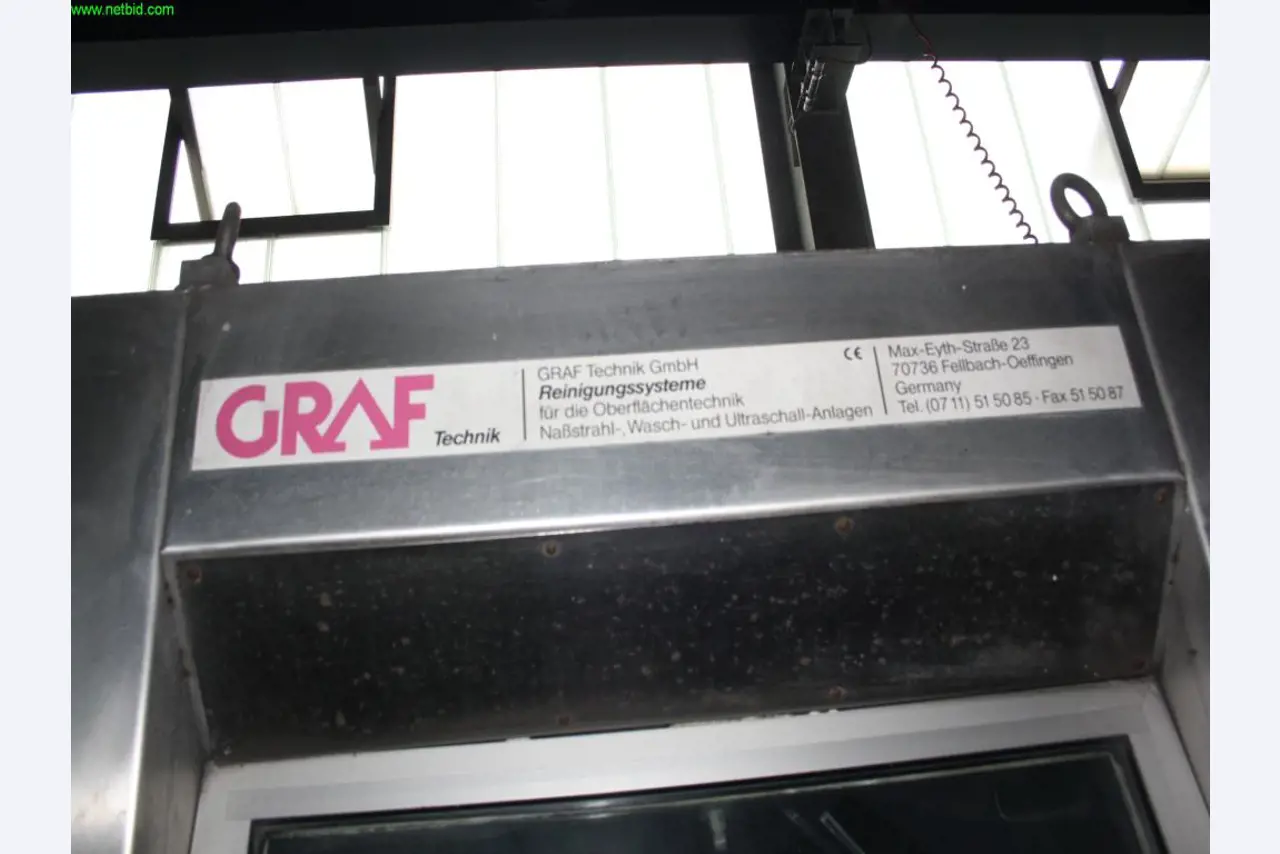 www.netbid.com
GRAF Technik
GRAF Technik GmbH
Reinigungssysteme
für die Oberflächentechnik
Naßstrahl-, Wasch- und Ultraschall-Anlagen
CE
Max-Eyth-Straße 23
70736 Fellbach-Oeffingen
Germany
Tel. (07 11) 51 50 85 · Fax 51 50 87